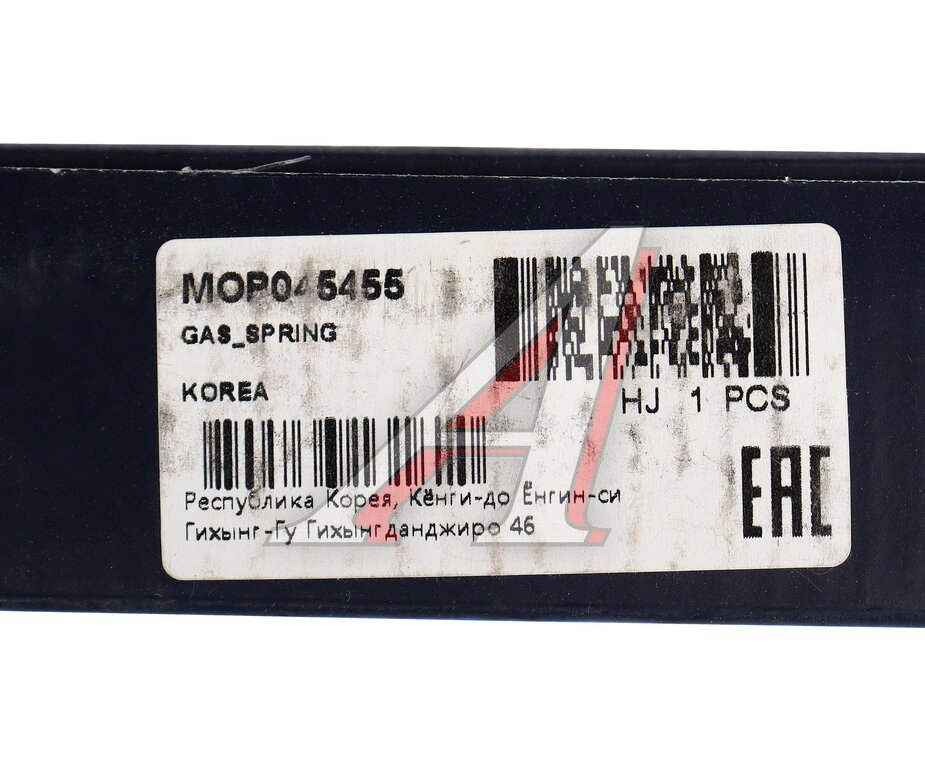 MOP045455
GAS_SPRING
KOREA
HJ 1 PCS
Республика Корея, Кёнги-до Ёнгин-си
Гихынг-Гу Гихынгданджиро 46
EAC